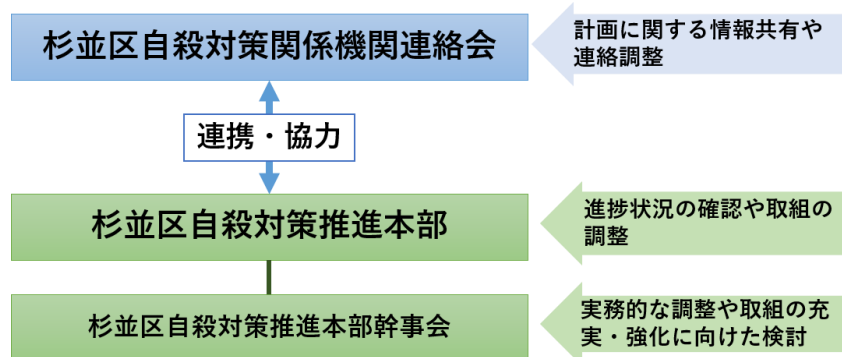 杉並区自殺対策関係機関連絡会
計画に関する情報共有や
連絡調整
連携・協力
杉並区自殺対策推進本部
進捗状況の確認や取組の
調整
杉並区自殺対策推進本部幹事会
実務的な調整や取組の充
実・強化に向けた検討